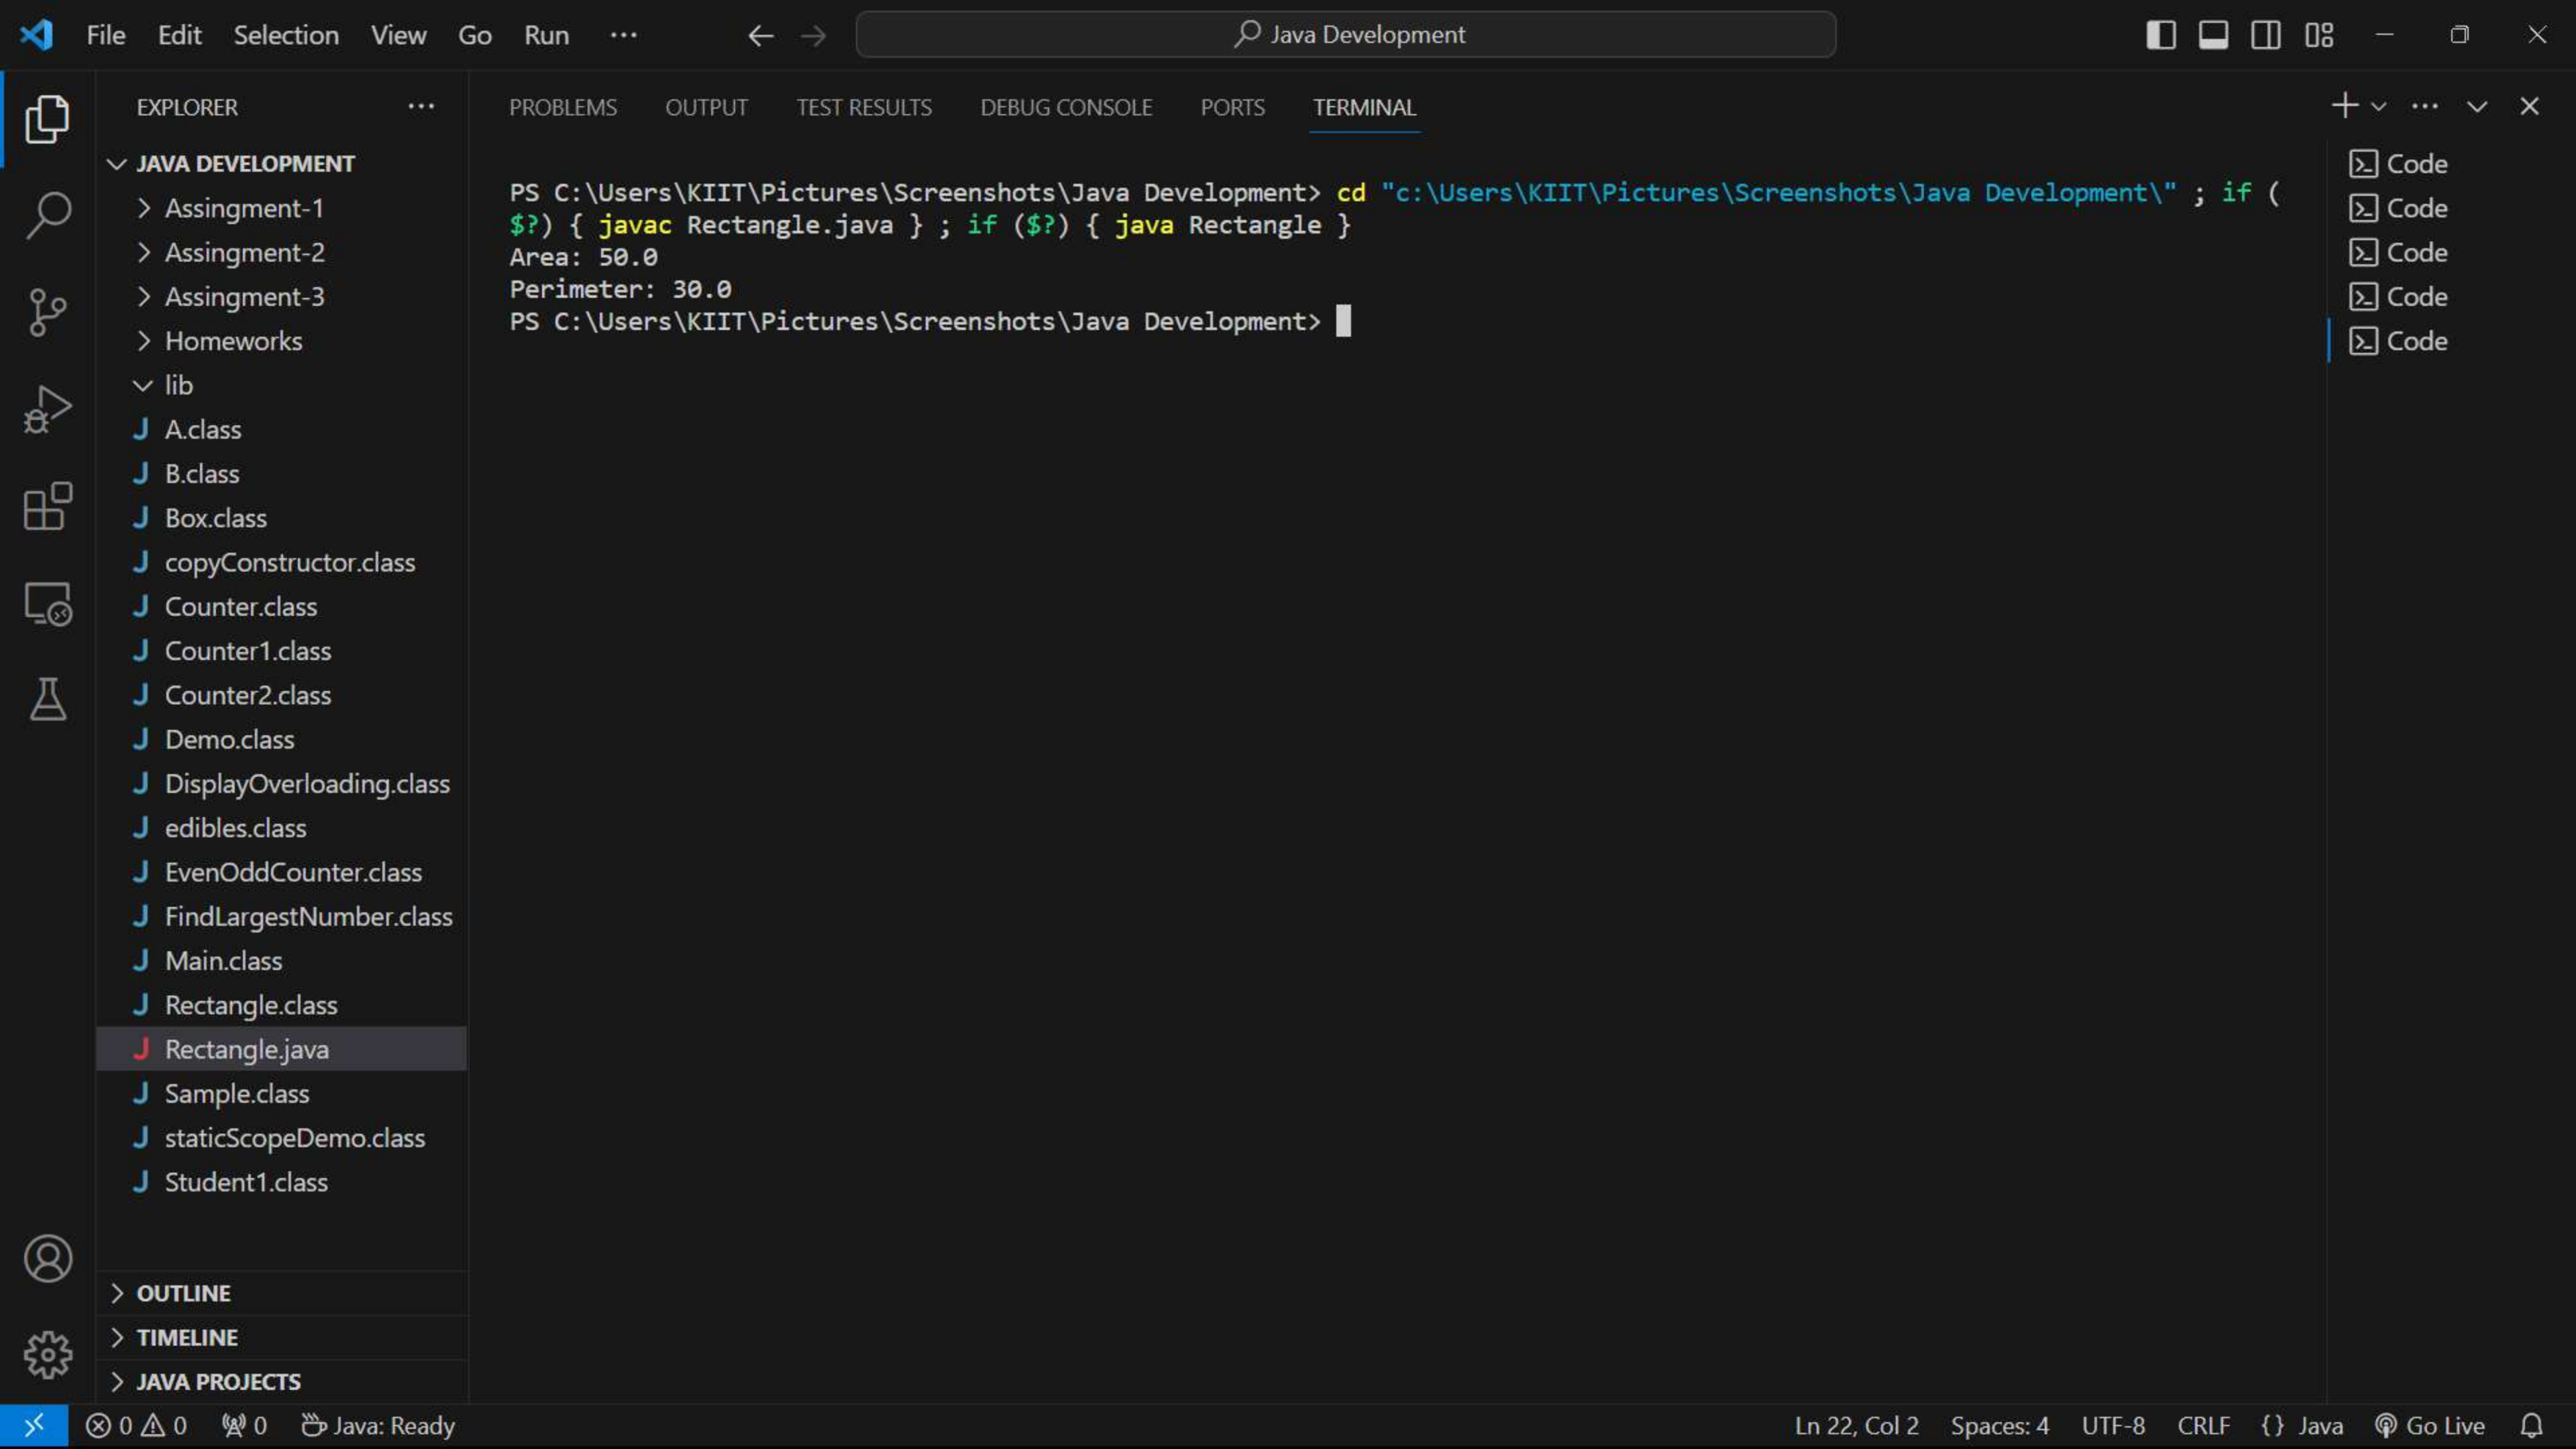 File Edit Selection View Go Run ···
Java Development
EXPLORER ···
JAVA DEVELOPMENT
Assingment-1
Assingment-2
Assingment-3
Homeworks
lib
A.class
B.class
Box.class
copyConstructor.class
Counter.class
Counter1.class
Counter2.class
Demo.class
DisplayOverloading.class
edibles.class
EvenOddCounter.class
FindLargestNumber.class
Main.class
Rectangle.class
Rectangle.java
Sample.class
staticScopeDemo.class
Student1.class
OUTLINE
TIMELINE
JAVA PROJECTS
PROBLEMS OUTPUT TEST RESULTS DEBUG CONSOLE PORTS TERMINAL
PS C:\Users\KIIT\Pictures\Screenshots\Java Development> cd "c:\Users\KIIT\Pictures\Screenshots\Java Development\" ; if (
$?) { javac Rectangle.java } ; if ($?) { java Rectangle }
Area: 50.0
Perimeter: 30.0
PS C:\Users\KIIT\Pictures\Screenshots\Java Development>
Code
Code
Code
Code
Code
0 0 0 Java: Ready
Ln 22, Col 2 Spaces: 4 UTF-8 CRLF {} Java Go Live